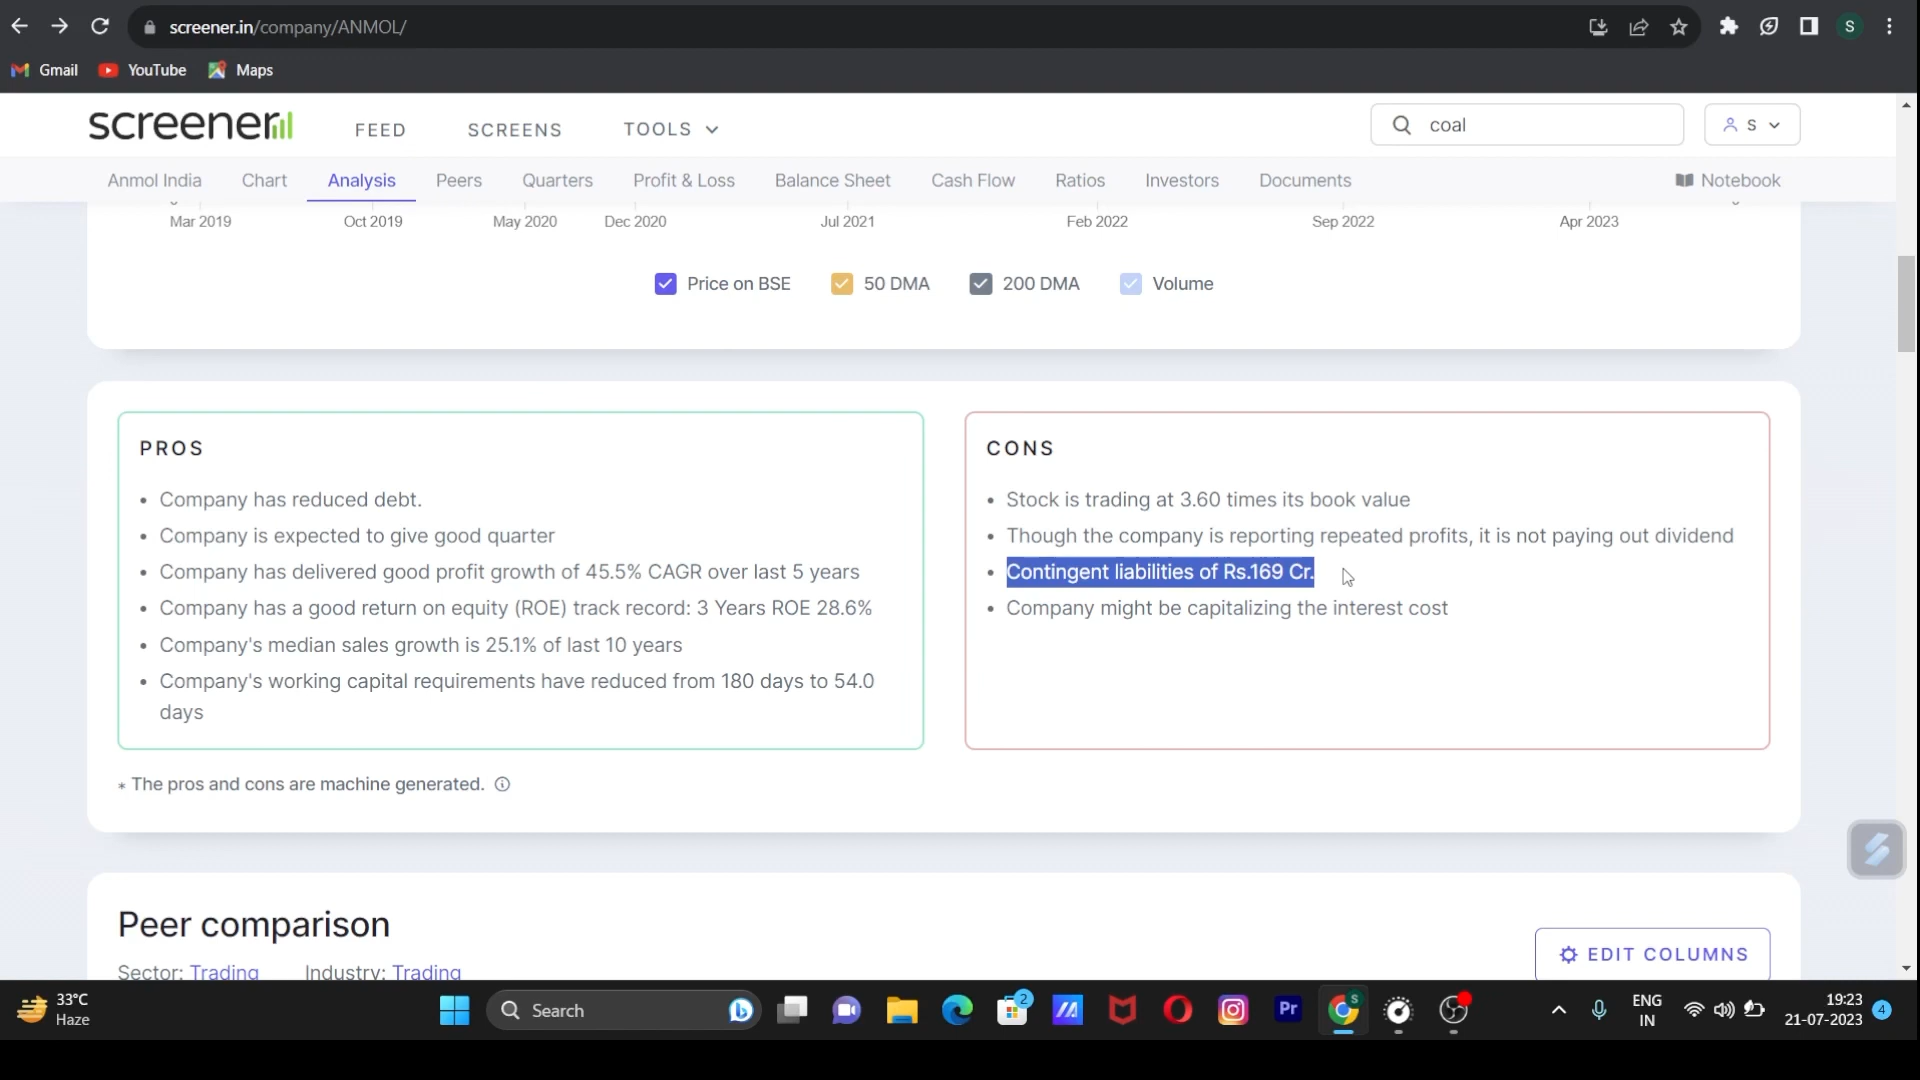 screener.in/company/ANMOL/
S
Gmail YouTube Maps
screener FEED SCREENS TOOLS coal S
Anmol India Chart Analysis Peers Quarters Profit & Loss Balance Sheet Cash Flow Ratios Investors Documents Notebook
Mar 2019 Oct 2019 May 2020 Dec 2020 Jul 2021 Feb 2022 Sep 2022 Apr 2023
Price on BSE 50 DMA 200 DMA Volume
PROS
• Company has reduced debt.
• Company is expected to give good quarter
• Company has delivered good profit growth of 45.5% CAGR over last 5 years
• Company has a good return on equity (ROE) track record: 3 Years ROE 28.6%
• Company's median sales growth is 25.1% of last 10 years
• Company's working capital requirements have reduced from 180 days to 54.0
days
CONS
• Stock is trading at 3.60 times its book value
• Though the company is reporting repeated profits, it is not paying out dividend
• Contingent liabilities of Rs.169 Cr.
• Company might be capitalizing the interest cost
* The pros and cons are machine generated.
Peer comparison
EDIT COLUMNS
Sector: Trading Industry: Trading
33°C
Haze
Search
2
Pr
S
ENG
IN
19:23
21-07-2023
4